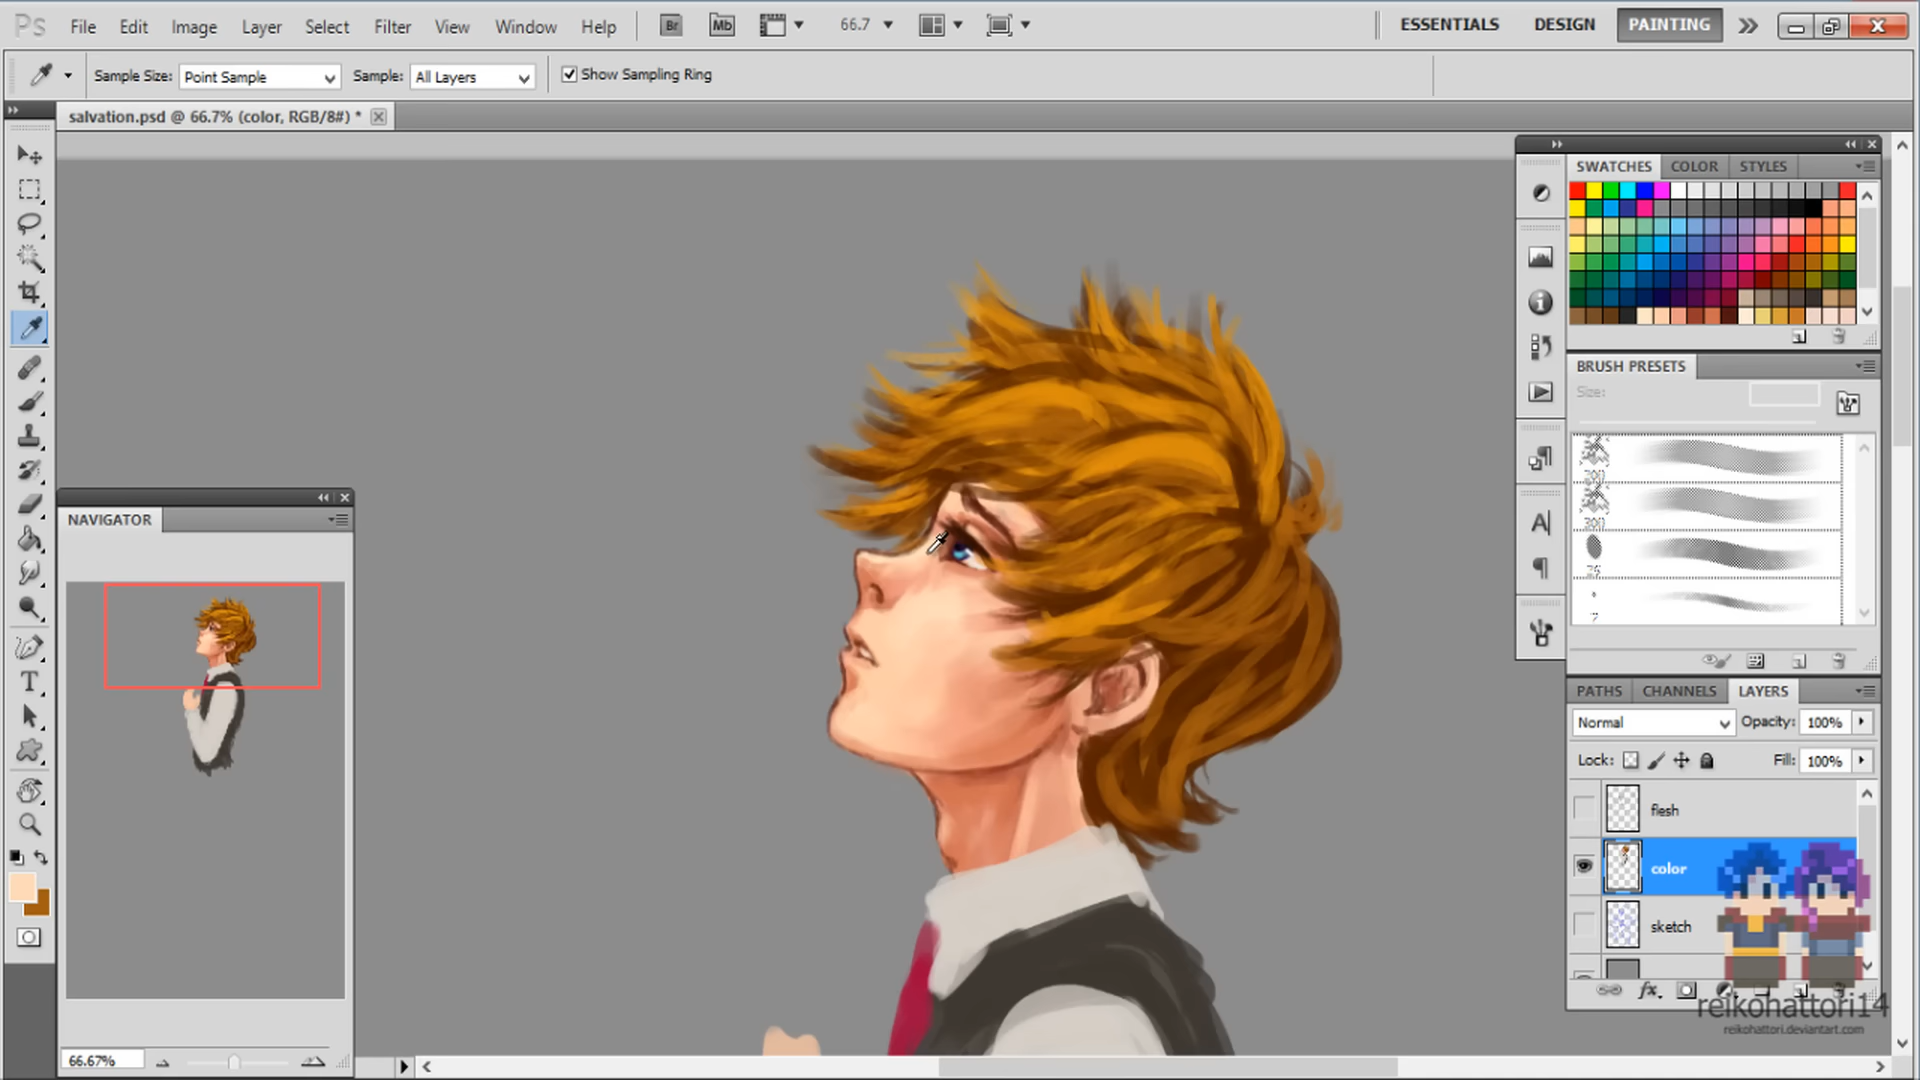 Ps File Edit Image Layer Select Filter View Window Help Br Mb 66.7 ESSENTIALS DESIGN PAINTING
Sample Size: Point Sample Sample: All Layers Show Sampling Ring
salvation.psd @ 66.7% (color, RGB/8#) *
SWATCHES COLOR STYLES
BRUSH PRESETS
Size:
300
75
7
NAVIGATOR
66.67%
PATHS CHANNELS LAYERS
Normal Opacity: 100%
Lock: Fill: 100%
flesh
color
sketch
reikohattori14
reikohattori.deviantart.com